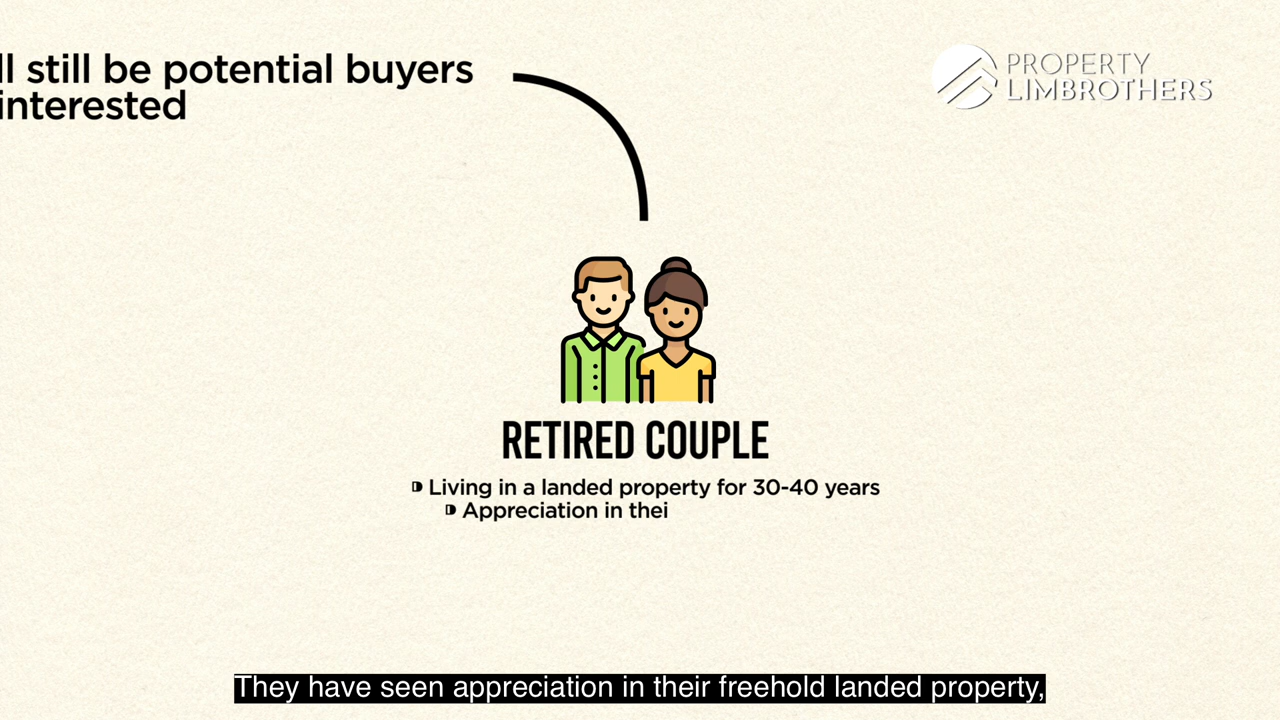 ll still be potential buyers
interested
PROPERTY
LIMBROTHERS
RETIRED COUPLE
Living in a landed property for 30-40 years
Appreciation in thei
They have seen appreciation in their freehold landed property,